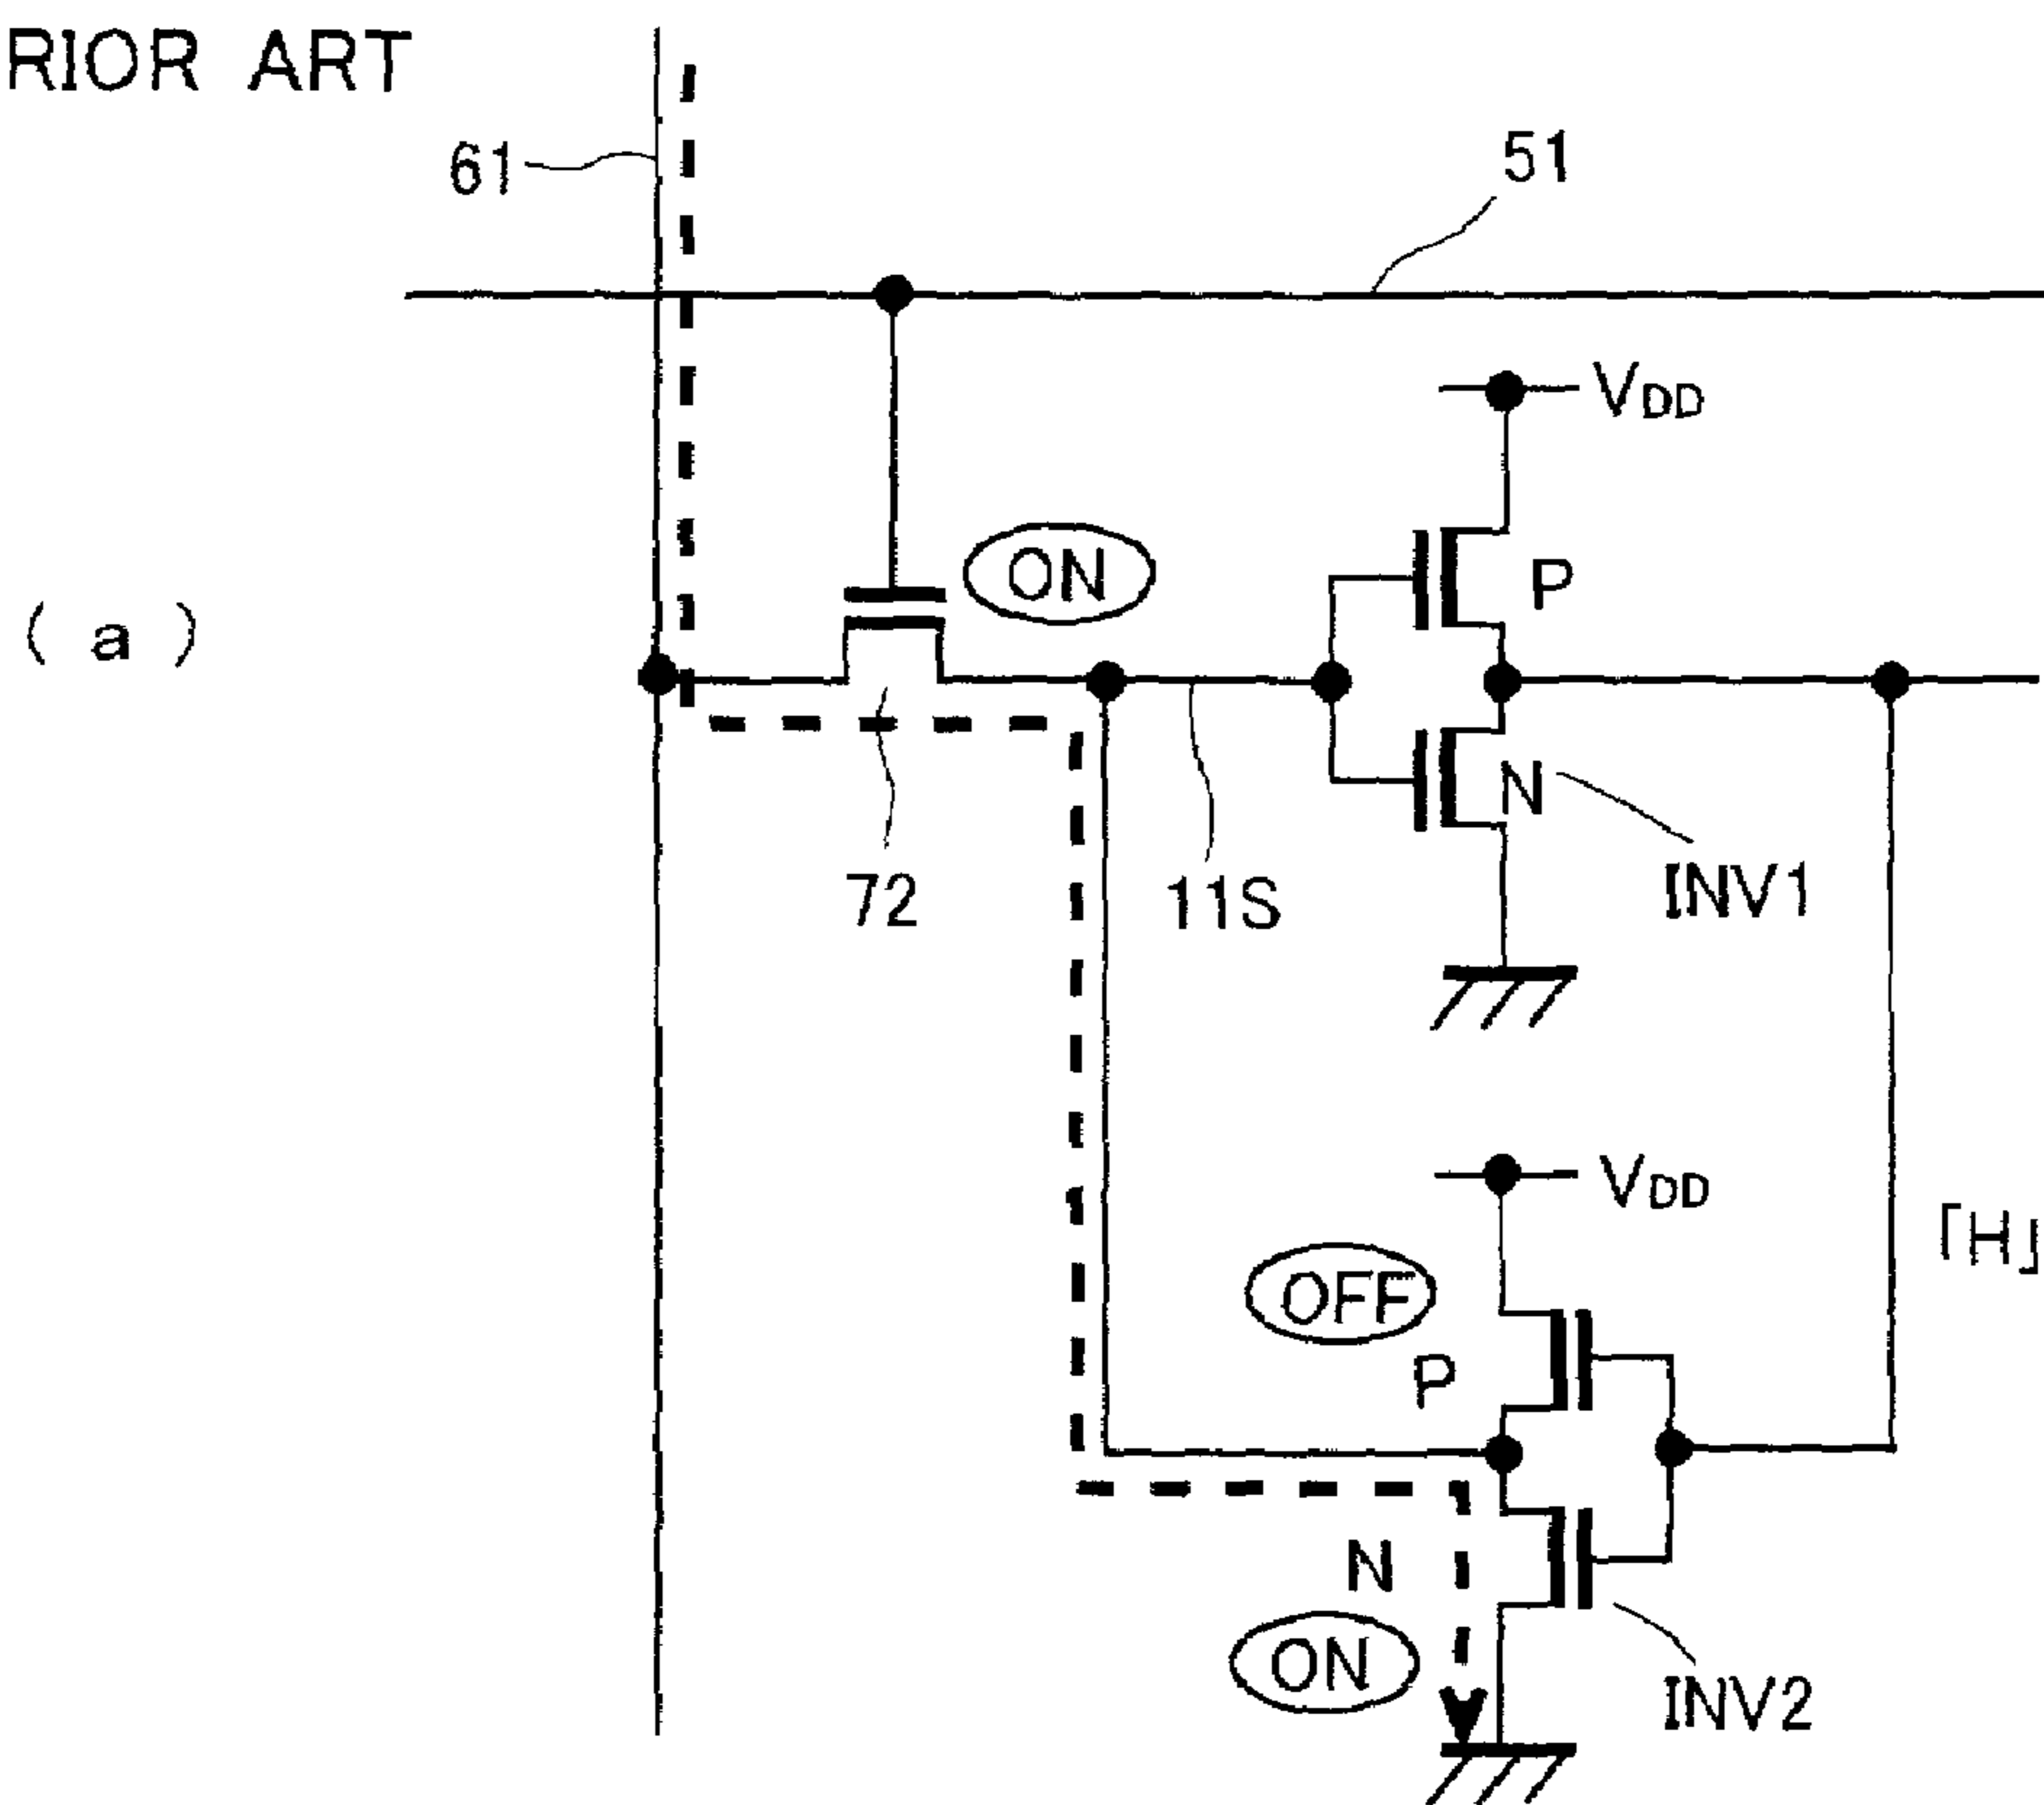 RIOR ART
61
51
VDD
ON
P
( a )
N
72
11S
INV1
VDD
「H」
OFF
P
N
ON
INV2